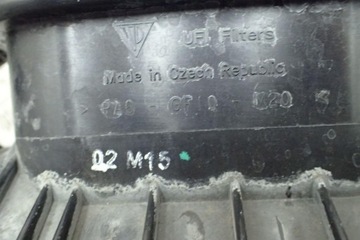 UFI Filters
Made in Czech Republic
02 M15